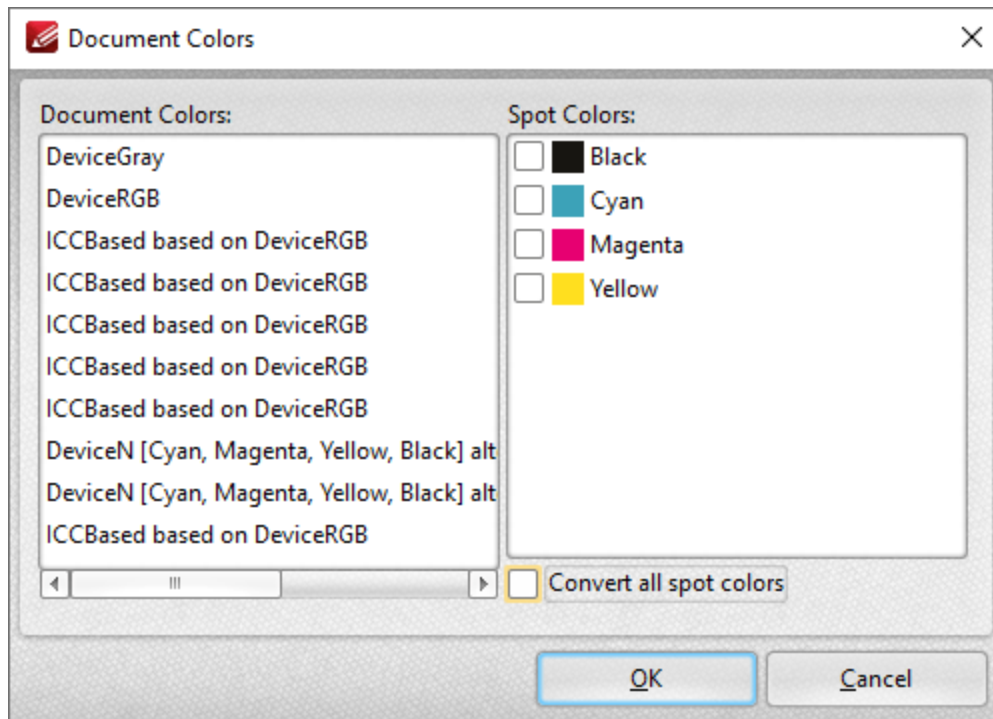 Document Colors
Document Colors:
DeviceGray
DeviceRGB
ICCBased based on DeviceRGB
ICCBased based on DeviceRGB
ICCBased based on DeviceRGB
ICCBased based on DeviceRGB
ICCBased based on DeviceRGB
DeviceN [Cyan, Magenta, Yellow, Black] alt
DeviceN [Cyan, Magenta, Yellow, Black] alt
ICCBased based on DeviceRGB
Spot Colors:
Black
Cyan
Magenta
Yellow
Convert all spot colors
OK
Cancel